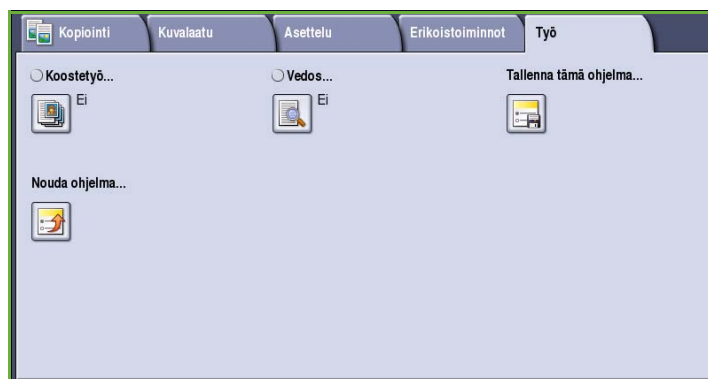 Kopiointi Kuvalaatu Asettelu Erikoistoiminnot Työ
Koostetyö... Vedos... Tallenna tämä ohjelma...
Ei Ei
Nouda ohjelma...